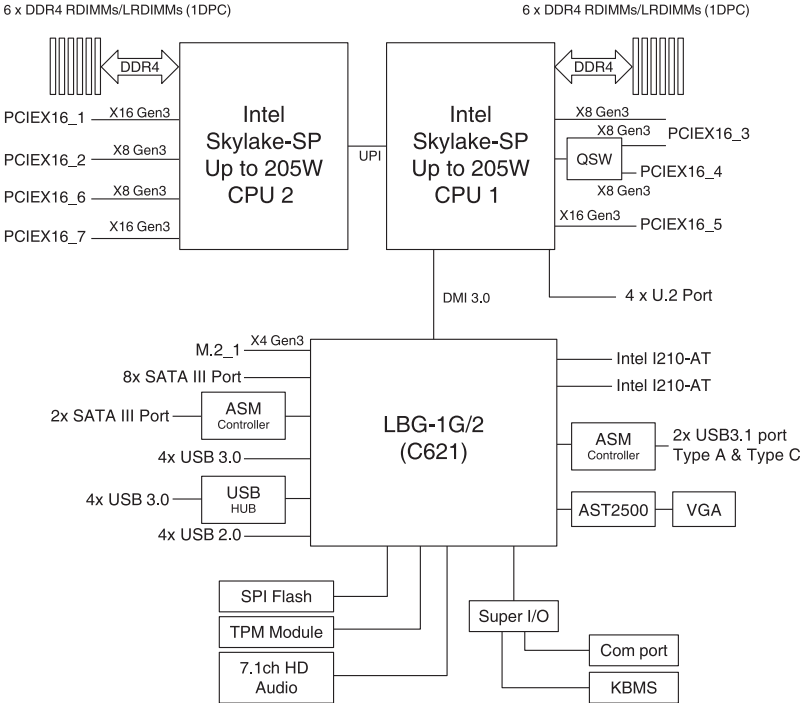 6 x DDR4 RDIMMs/LRDIMMs (1DPC)
6 x DDR4 RDIMMs/LRDIMMs (1DPC)
DDR4
DDR4
Intel
Skylake-SP
Up to 205W
CPU 2
Intel
Skylake-SP
Up to 205W
CPU 1
UPI
PCIEX16_1
X16 Gen3
PCIEX16_2
X8 Gen3
PCIEX16_6
X8 Gen3
PCIEX16_7
X16 Gen3
X8 Gen3
X8 Gen3
PCIEX16_3
QSW
PCIEX16_4
X8 Gen3
X16 Gen3
PCIEX16_5
DMI 3.0
4 x U.2 Port
M.2_1
X4 Gen3
8x SATA III Port
2x SATA III Port
ASM
Controller
4x USB 3.0
4x USB 3.0
USB
HUB
4x USB 2.0
LBG-1G/2
(C621)
Intel I210-AT
Intel I210-AT
ASM
Controller
2x USB3.1 port
Type A & Type C
AST2500
VGA
SPI Flash
TPM Module
7.1ch HD
Audio
Super I/O
Com port
KBMS